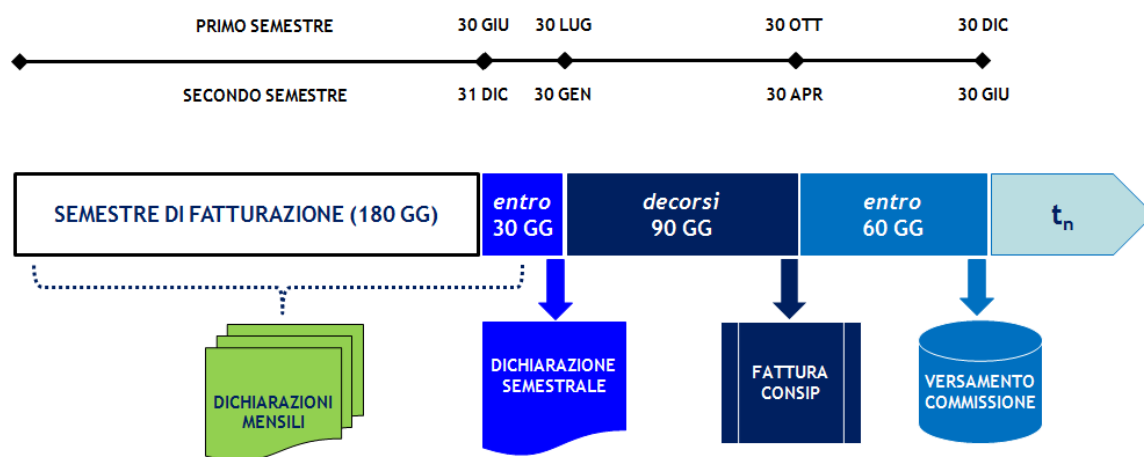 PRIMO SEMESTRE 30 GIU 30 LUG 30 OTT 30 DIC
SECONDO SEMESTRE 31 DIC 30 GEN 30 APR 30 GIU
SEMESTRE DI FATTURAZIONE (180 GG)
entro
30 GG
decorsi
90 GG
entro
60 GG
tn
DICHIARAZIONI
MENSILI
DICHIARAZIONE
SEMESTRALE
FATTURA
CONSIP
VERSAMENTO
COMMISSIONE